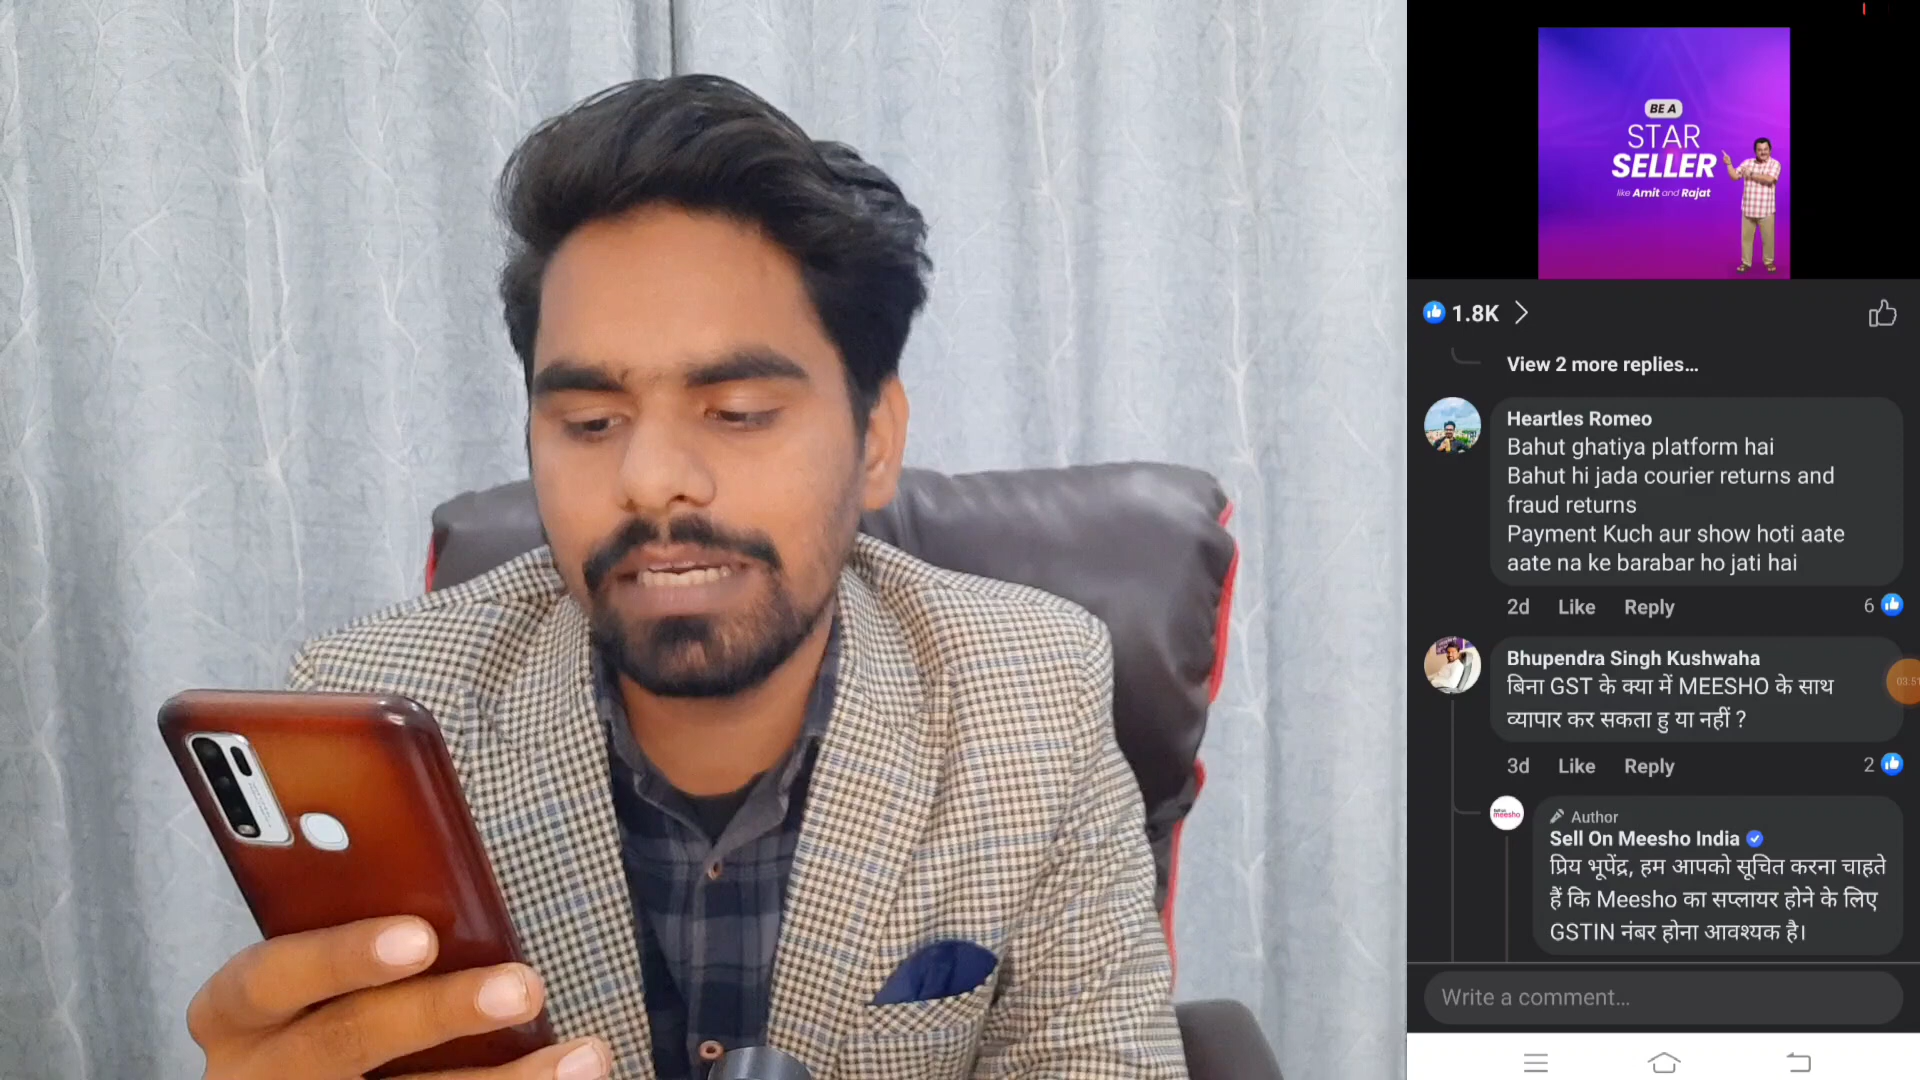 BE A
STAR
SELLER
like Amit and Rajat
1.8K
View 2 more replies...
Heartles Romeo
Bahut ghatiya platform hai
Bahut hi jada courier returns and
fraud returns
Payment Kuch aur show hoti aate
aate na ke barabar ho jati hai
2d Like Reply 6
Bhupendra Singh Kushwaha
बिना GST के क्या में MEESHO के साथ
व्यापार कर सकता हु या नहीं ?
03:51
3d Like Reply 2
meesho
Author
Sell On Meesho India
प्रिय भूपेंद्र, हम आपको सूचित करना चाहते
हैं कि Meesho का सप्लायर होने के लिए
GSTIN नंबर होना आवश्यक है।
Write a comment...